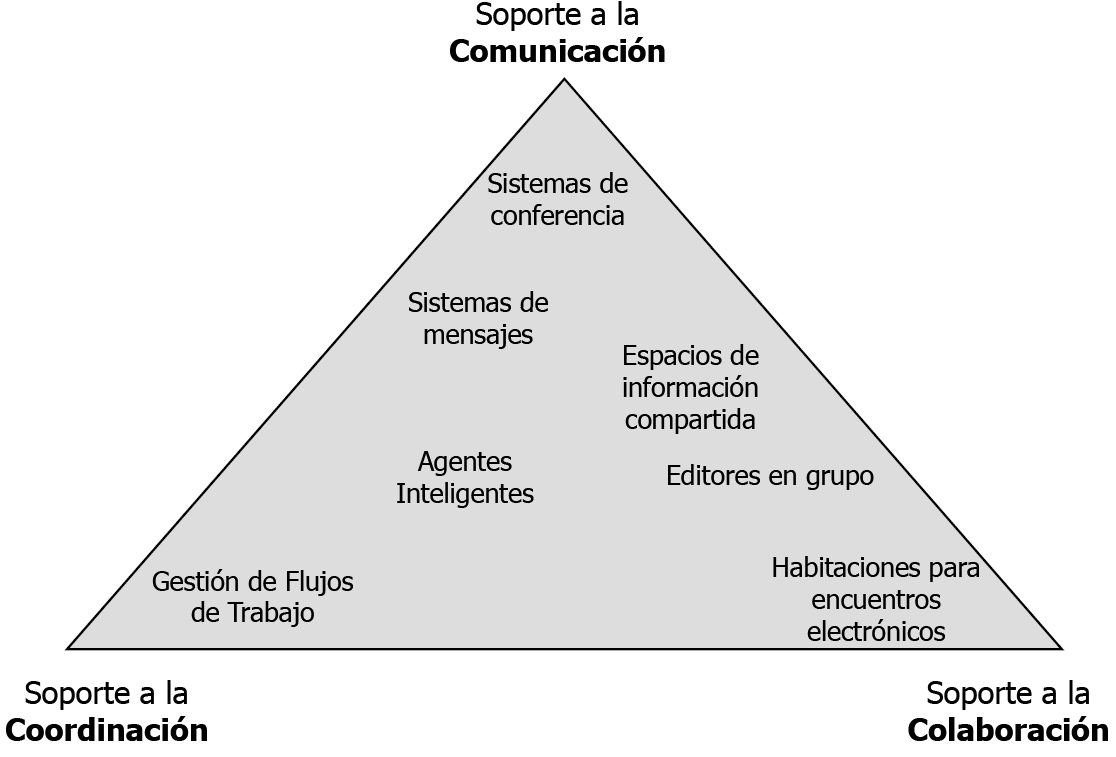 Soporte a la
Comunicación
Sistemas de
conferencia
Sistemas de
mensajes
Espacios de
información
compartida
Agentes
Inteligentes
Editores en grupo
Gestión de Flujos
de Trabajo
Habitaciones para
encuentros
electrónicos
Soporte a la
Coordinación
Soporte a la
Colaboración